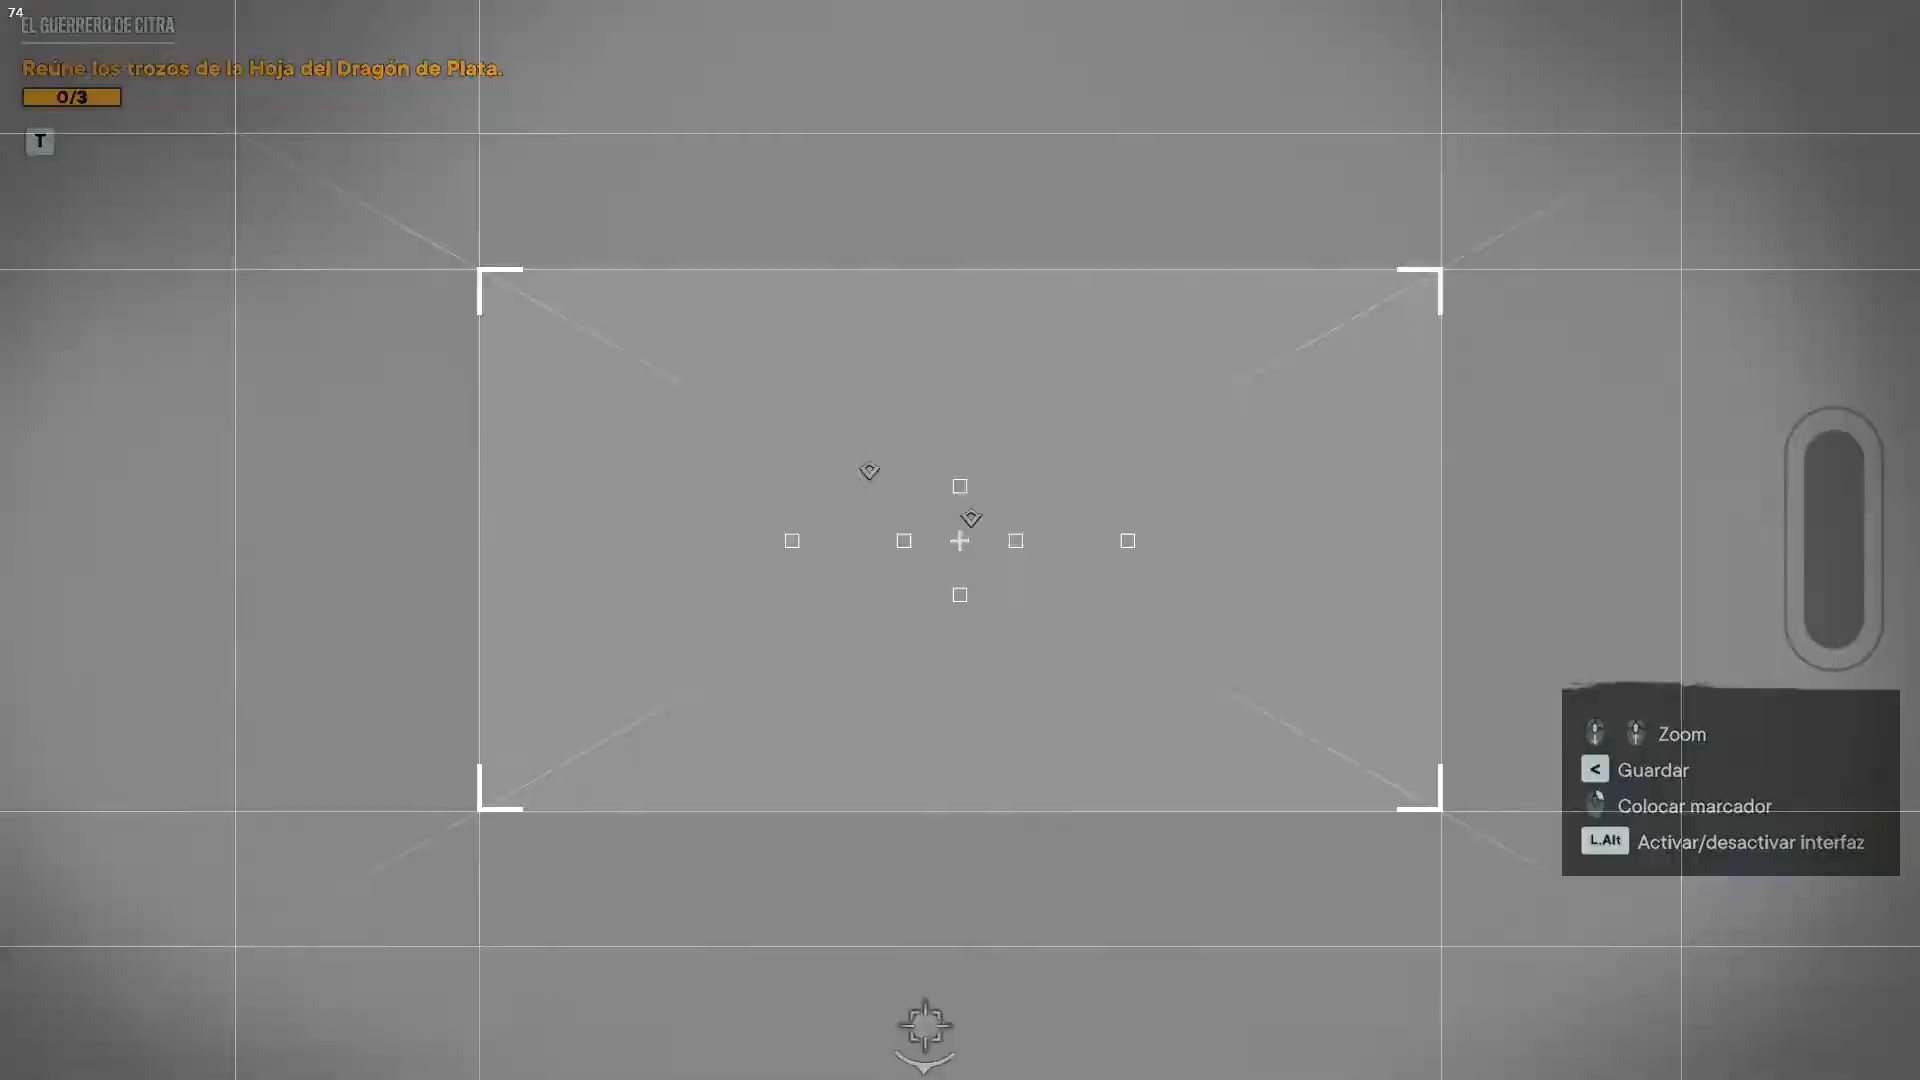 74
EL GUERRERO DE CITRA
Reúne los trozos de la Hoja del Dragón de Plata.
0/3
T
Zoom
< Guardar
Colocar marcador
L.Alt Activar/desactivar interfaz